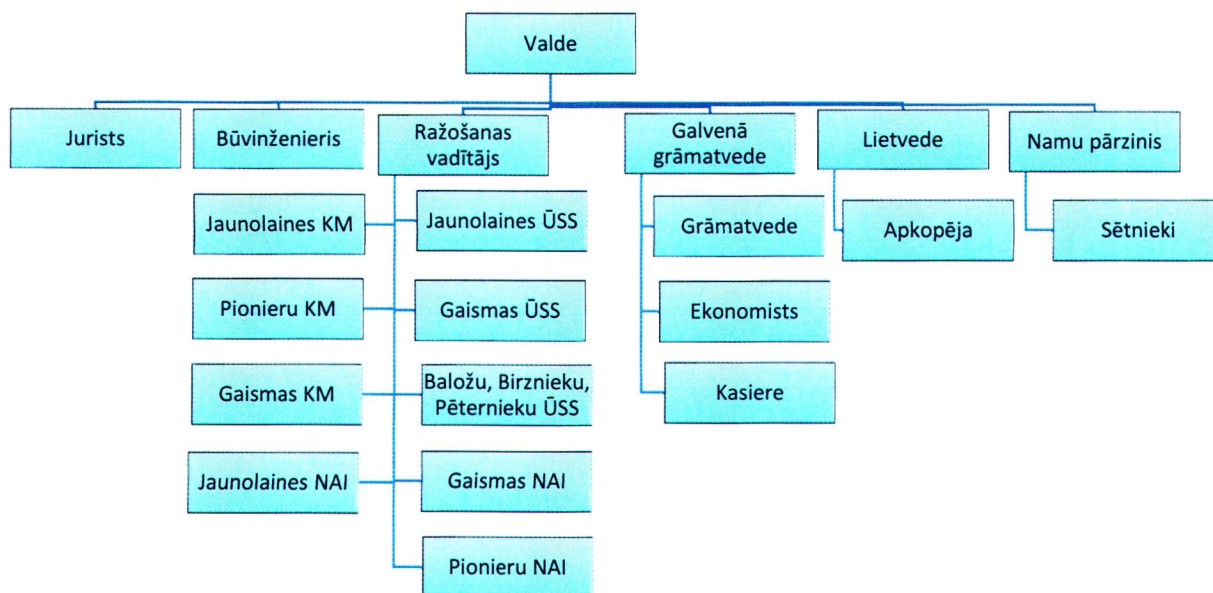 Valde
Jurists
Būvinženieris
Ražošanas
vadītājs
Galvenā
grāmatvede
Lietvede
Namu pārzinis
Jaunolaines KM
Jaunolaines ŪSS
Grāmatvede
Apkopēja
Sētnieki
Pionieru KM
Gaismas ŪSS
Ekonomists
Gaismas KM
Baložu, Birznieku,
Pēternieku ŪSS
Kasiere
Jaunolaines NAI
Gaismas NAI
Pionieru NAI